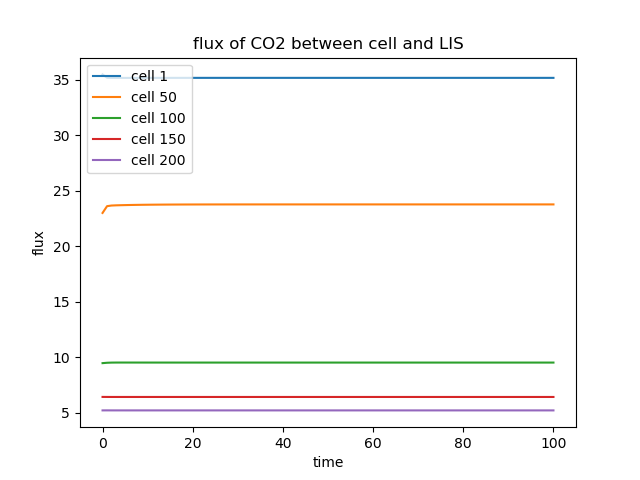 flux of CO2 between cell and LIS
cell 1
cell 50
cell 100
cell 150
cell 200
flux
35
30
25
20
15
10
5
0 20 40 60 80 100
time